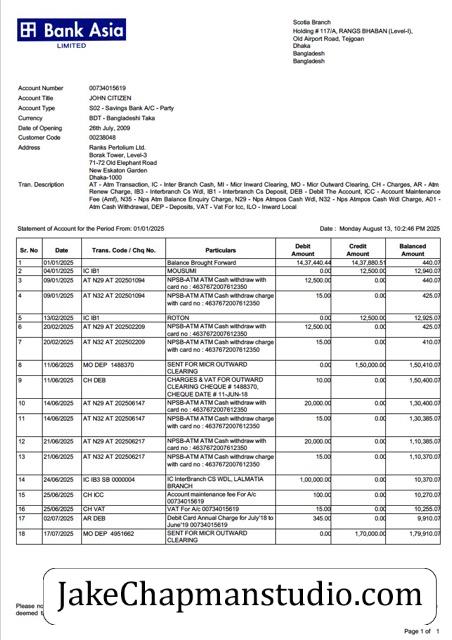 Bank Asia
LIMITED
Scotia Branch
Holding # 117/A, RANGS BHABAN (Level-I),
Old Airport Road, Tejgoan
Dhaka
Bangladesh
Bangladesh
Account Number 00734015619
Account Title JOHN CITIZEN
Account Type S02 - Savings Bank A/C - Party
Currency BDT - Bangladeshi Taka
Date of Opening 26th July, 2009
Customer Code 00238048
Address Ranks Pertolium Ltd.
Borak Tower, Level-3
71-72 Old Elephant Road
New Eskaton Garden
Dhaka-1000
Tran. Description AT - Atm Transaction, IC - Inter Branch Cash, MI - Micr Inward Clearing, MO - Micr Outward Clearing, CH - Charges, AR - Atm
Renew Charge, IB3 - Interbranch Cs Wdl, IB1 - Interbranch Cs Deposit, DEB - Debit The Account, ICC - Account Maintenance
Fee (Amf), N35 - Nps Atm Balance Enquiry Charge, N29 - Nps Atmpos Cash Wdl, N32 - Nps Atmpos Cash Wdl Charge, A01 -
Atm Cash Withdrawal, DEP - Deposits, VAT - Vat For Icc, ILO - Inward Local
Statement of Account for the Period From: 01/01/2025 Date : Monday August 13, 10:2:46 PM 2025
Sr. No Date Trans. Code / Chq No. Particulars Debit Amount Credit Amount Balanced Amount
1 01/01/2025 Balance Brought Forward 14,37,440.44 14,37,880.51 440.07
2 04/01/2025 IC IB1 MOUSUMI 0.00 12,500.00 12,940.07
3 09/01/2025 AT N29 AT 202501094 NPSB-ATM ATM Cash withdraw with 12,500.00 0.00 440.07
card no : 4637672007612350
4 09/01/2025 AT N32 AT 202501094 NPSB-ATM ATM Cash withdraw charge 15.00 0.00 425.07
with card no : 4637672007612350
5 13/02/2025 IC IB1 ROTON 0.00 12,500.00 12,925.07
6 20/02/2025 AT N29 AT 202502209 NPSB-ATM ATM Cash withdraw with 12,500.00 0.00 425.07
card no : 4637672007612350
7 20/02/2025 AT N32 AT 202502209 NPSB-ATM ATM Cash withdraw charge 15.00 0.00 410.07
with card no : 4637672007612350
8 11/06/2025 MO DEP 1488370 SENT FOR MICR OUTWARD 0.00 1,50,000.00 1,50,410.07
CLEARING
9 11/06/2025 CH DEB CHARGES & VAT FOR OUTWARD 10.00 0.00 1,50,400.07
CLEARING CHEQUE # 1488370,
CHEQUE DATE # 11-JUN-18
10 14/06/2025 AT N29 AT 202506147 NPSB-ATM ATM Cash withdraw with 20,000.00 0.00 1,30,400.07
card no : 4637672007612350
11 14/06/2025 AT N32 AT 202506147 NPSB-ATM ATM Cash withdraw charge 15.00 0.00 1,30,385.07
with card no : 4637672007612350
12 21/06/2025 AT N29 AT 202506217 NPSB-ATM ATM Cash withdraw with 20,000.00 0.00 1,10,385.07
card no : 4637672007612350
13 21/06/2025 AT N32 AT 202506217 NPSB-ATM ATM Cash withdraw charge 15.00 0.00 1,10,370.07
with card no : 4637672007612350
14 24/06/2025 IC IB3 SB 0000004 IC InterBranch CS WDL, LALMATIA 1,00,000.00 0.00 10,370.07
BRANCH
15 25/06/2025 CH ICC Account maintenance fee For A/c 100.00 0.00 10,270.07
00734015619
16 25/06/2025 CH VAT VAT For A/c 00734015619 15.00 0.00 10,255.07
17 02/07/2025 AR DEB Debit Card Annual Charge for July'18 to 345.00 0.00 9,910.07
June'19 00734015619
18 17/07/2025 MO DEP 4951662 SENT FOR MICR OUTWARD 0.00 1,70,000.00 1,79,910.07
CLEARING
Please no
deemed t
JakeChapmanstudio.com
Page 1 of 1